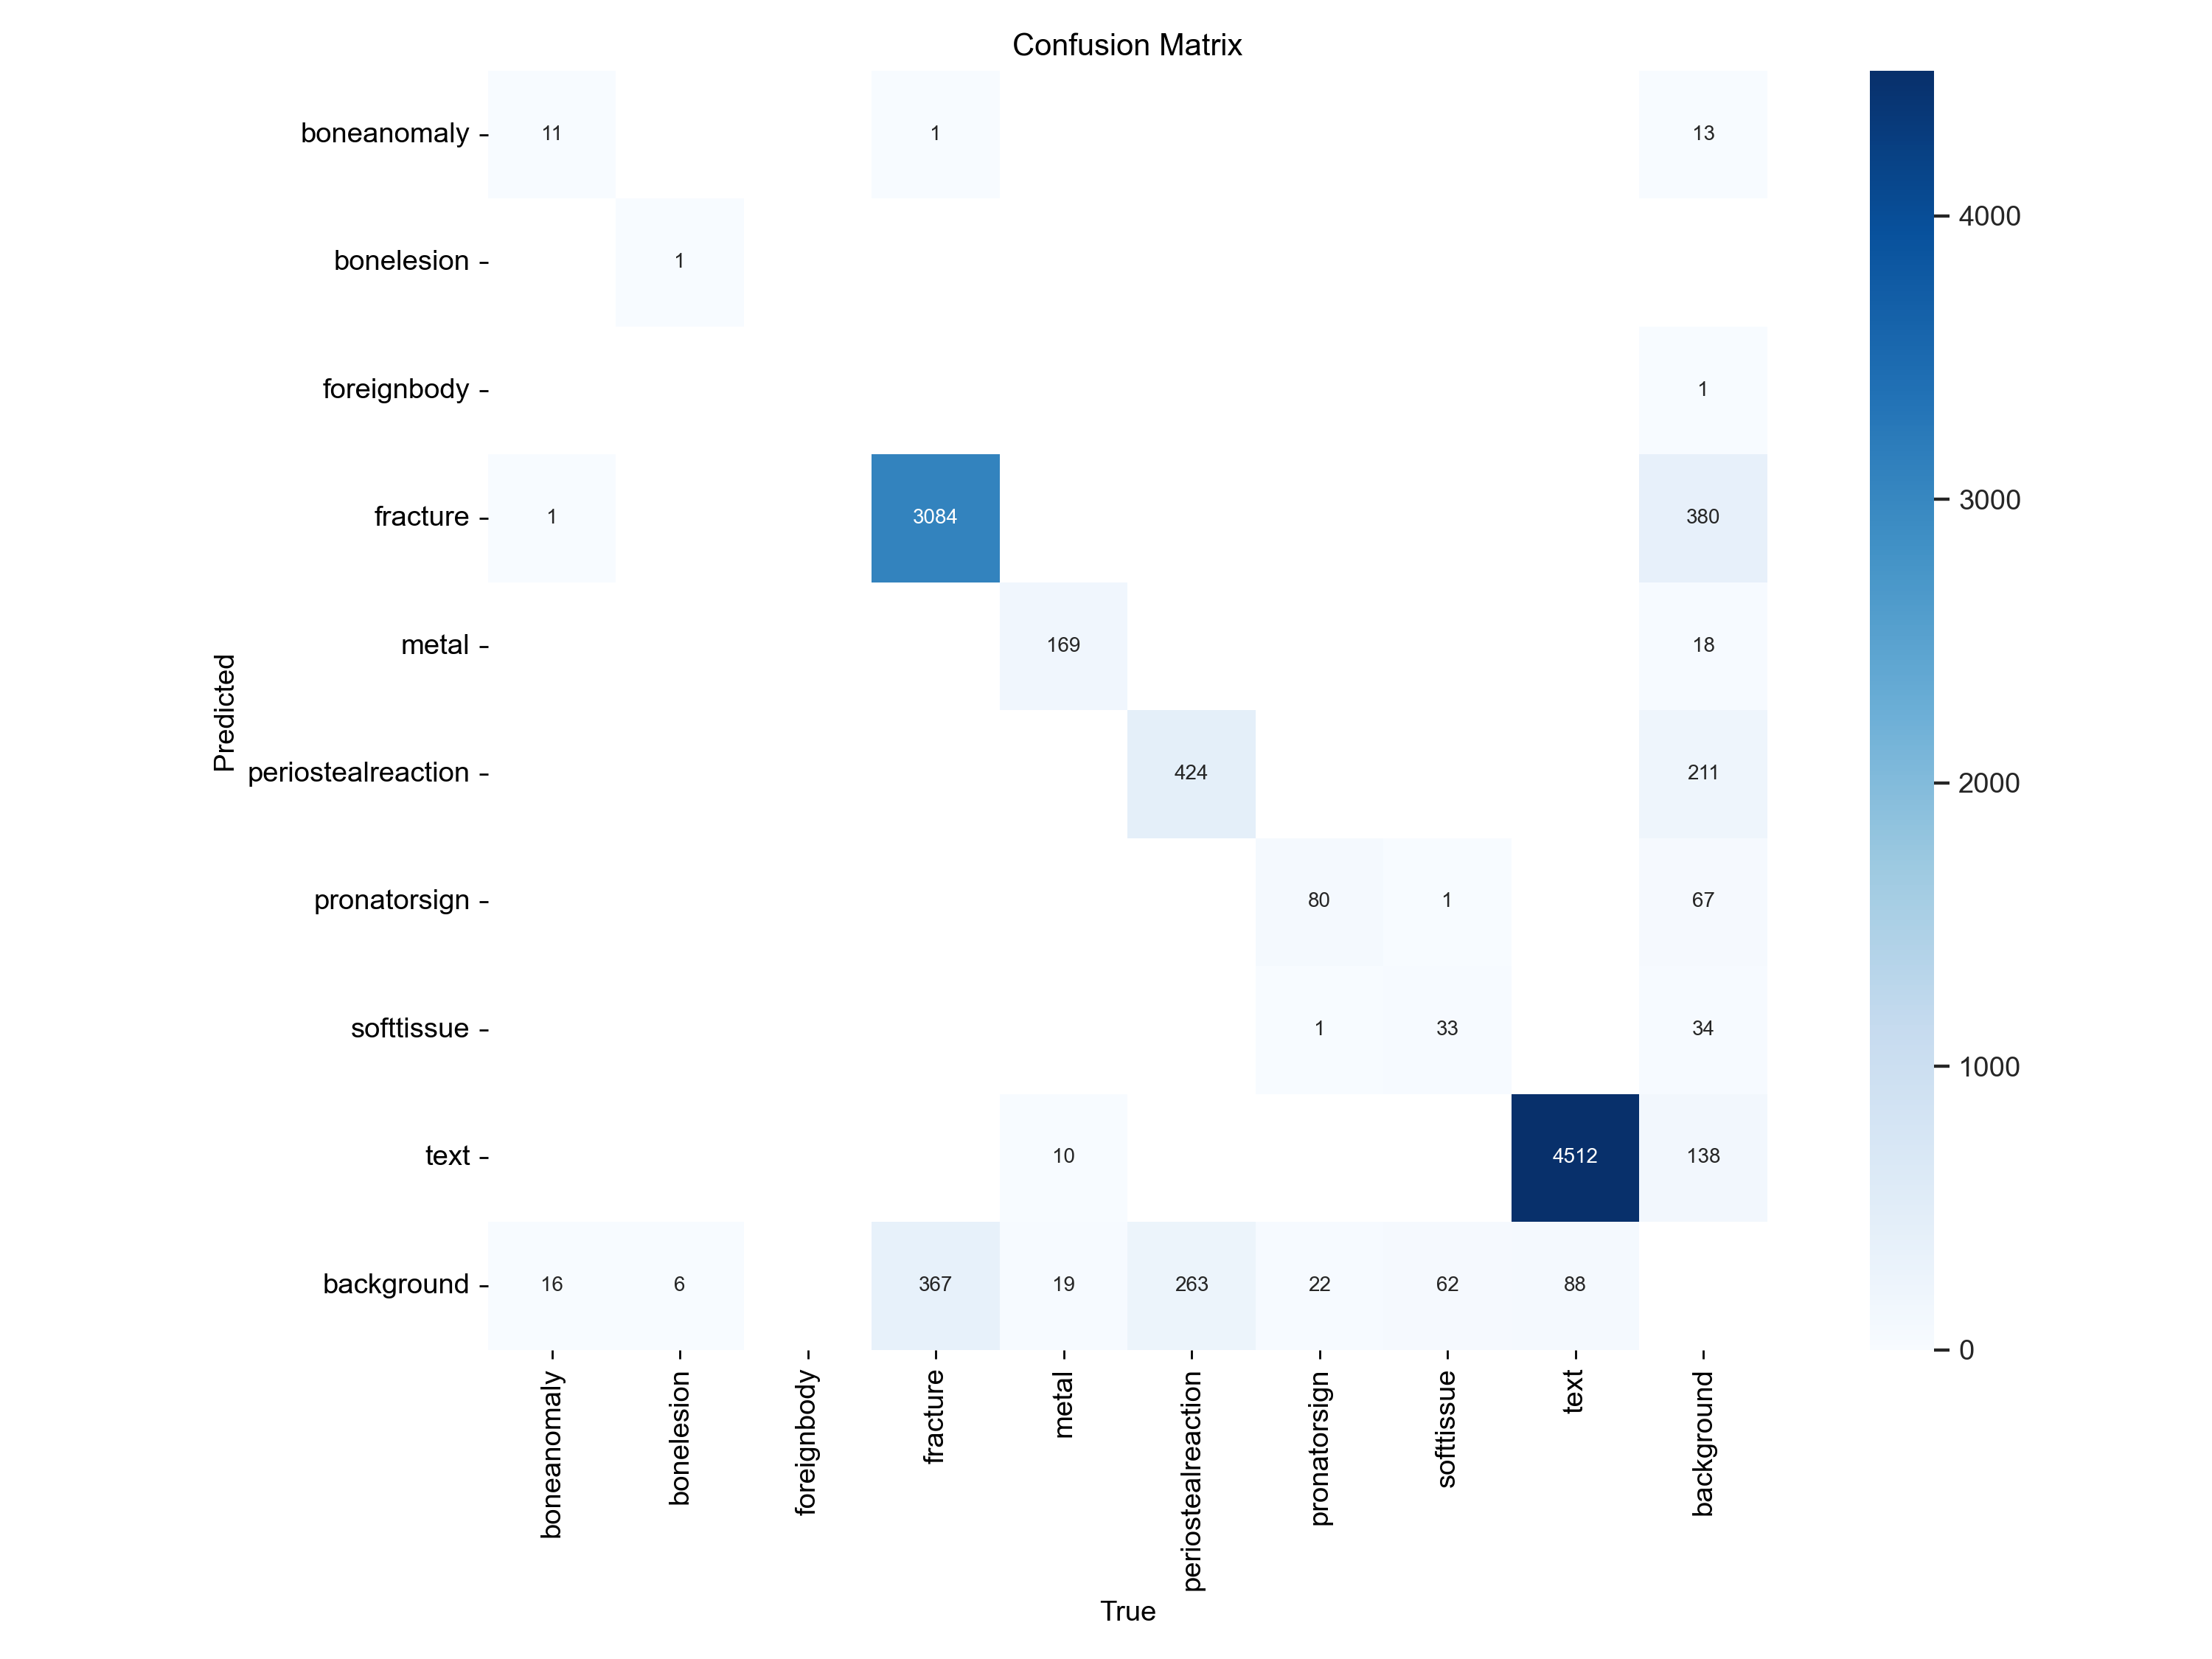 Confusion Matrix
boneanomaly 11 1 13
bonelesion 1
foreignbody 1
fracture 1 3084 380
metal 169 18
periostealreaction 424 211
pronatorsign 80 1 67
softtissue 1 33 34
text 10 4512 138
background 16 6 367 19 263 22 62 88
Predicted
boneanomaly
bonelesion
foreignbody
fracture
metal
periostealreaction
pronatorsign
softtissue
text
background
True
4000
3000
2000
1000
0